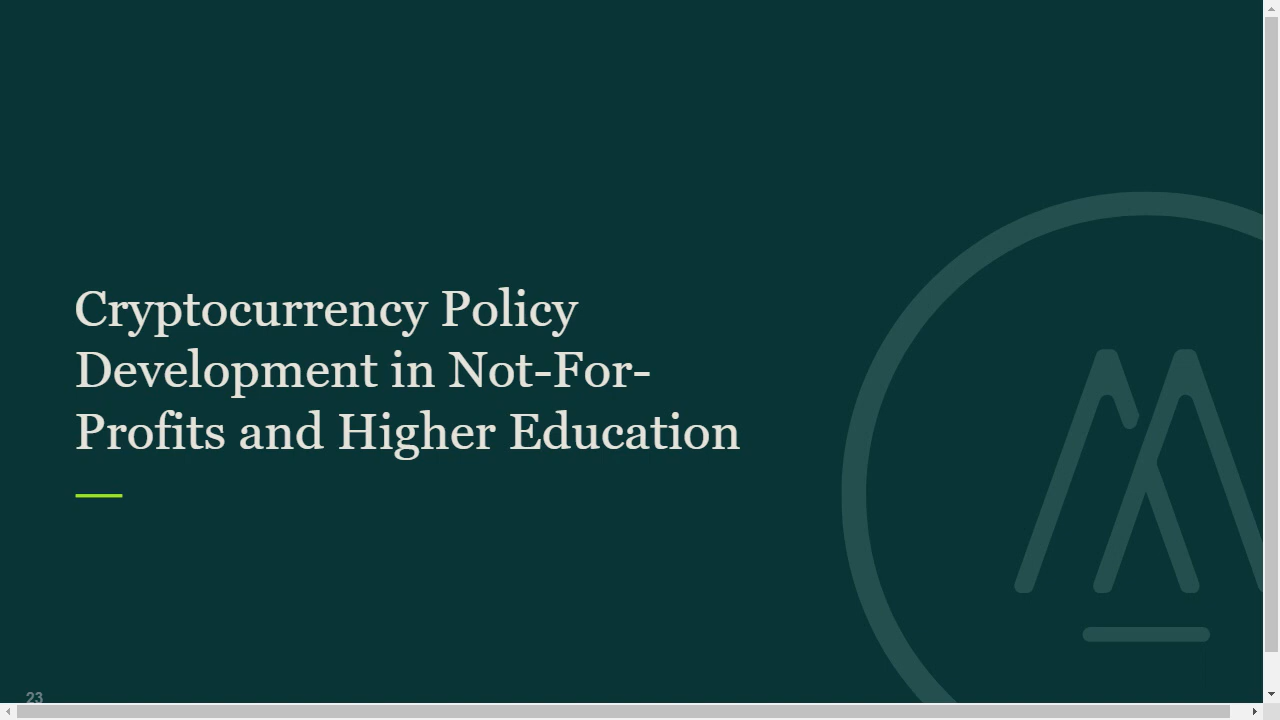 Cryptocurrency Policy
Development in Not-For-
Profits and Higher Education
23